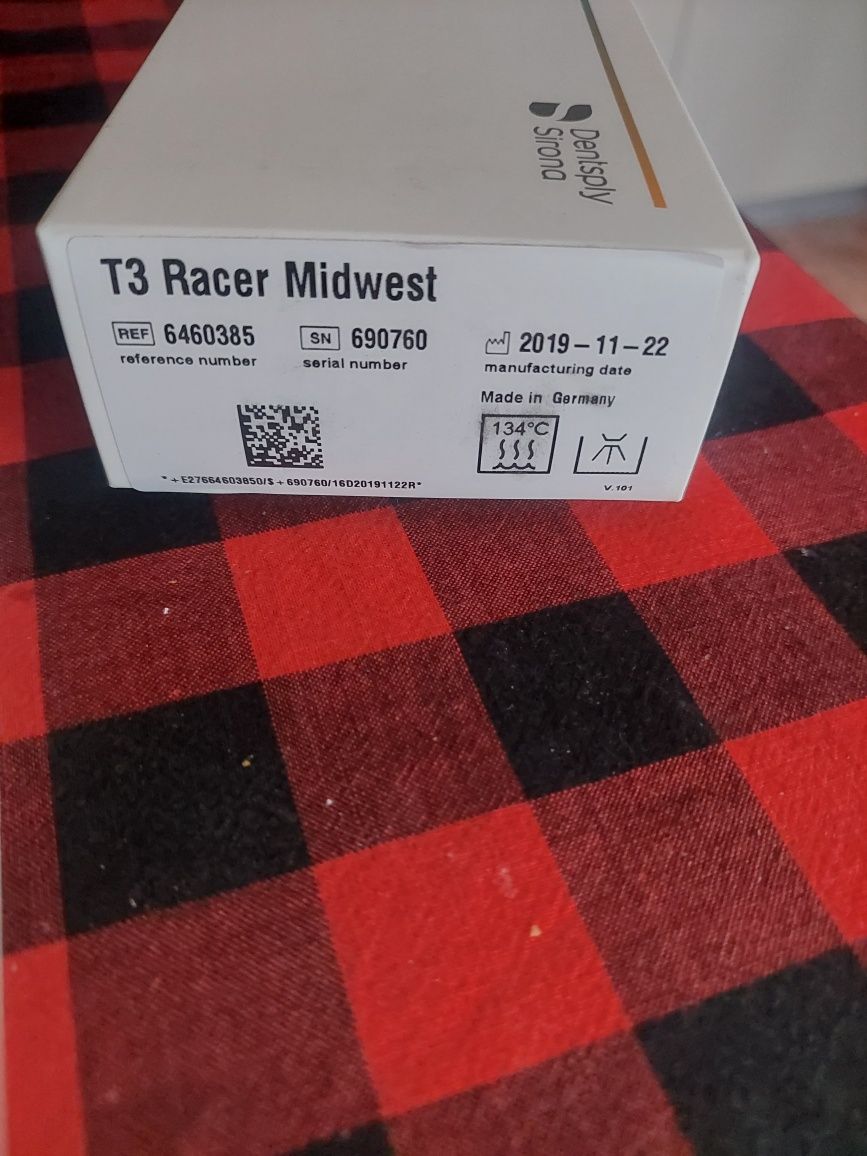 Dentsply
Sirona
T3 Racer Midwest
REF 6460385
reference number
SN 690760
serial number
2019-11-22
manufacturing date
Made in Germany
134°C
*+E27664603850/$+690760/16D20191122R*
V.101